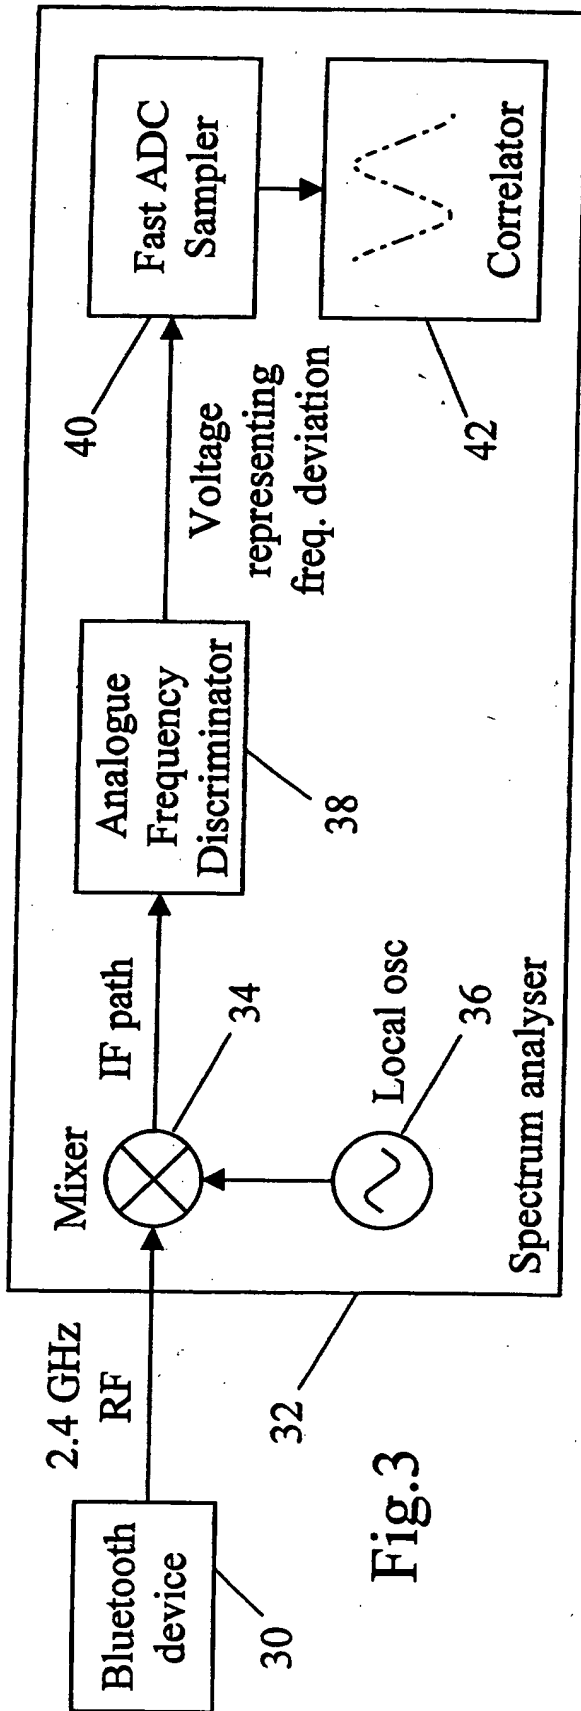 Bluetooth
device
30
2.4 GHz
RF
32
Mixer
34
IF path
Local osc
36
Spectrum analyser
Analogue
Frequency
Discriminator
38
Voltage
representing
freq. deviation
Fast ADC
Sampler
40
Correlator
42
Fig.3